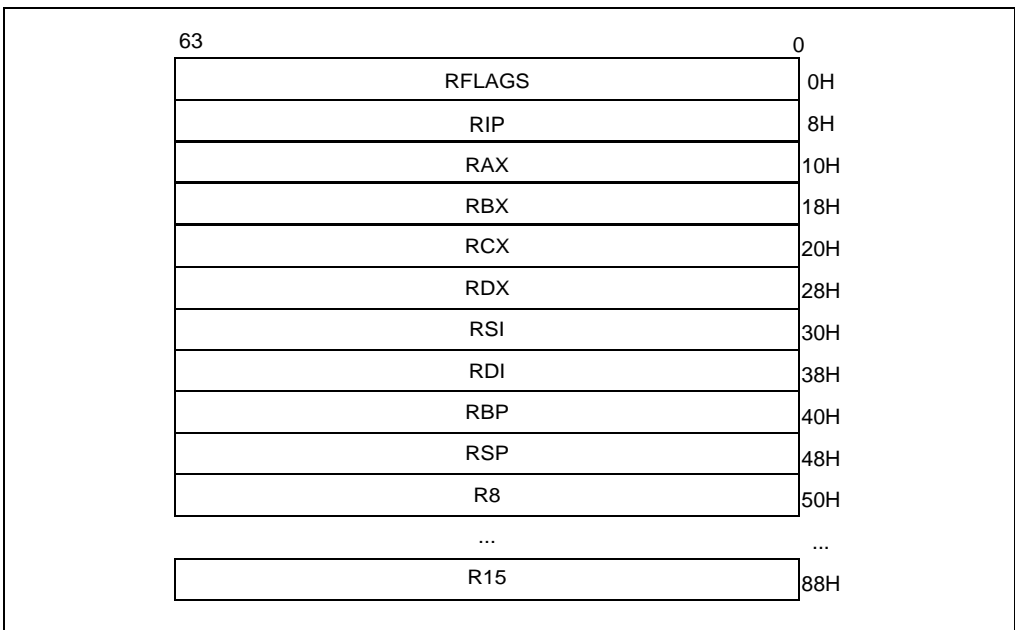 63 0
RFLAGS 0H
RIP 8H
RAX 10H
RBX 18H
RCX 20H
RDX 28H
RSI 30H
RDI 38H
RBP 40H
RSP 48H
R8 50H
... ...
R15 88H